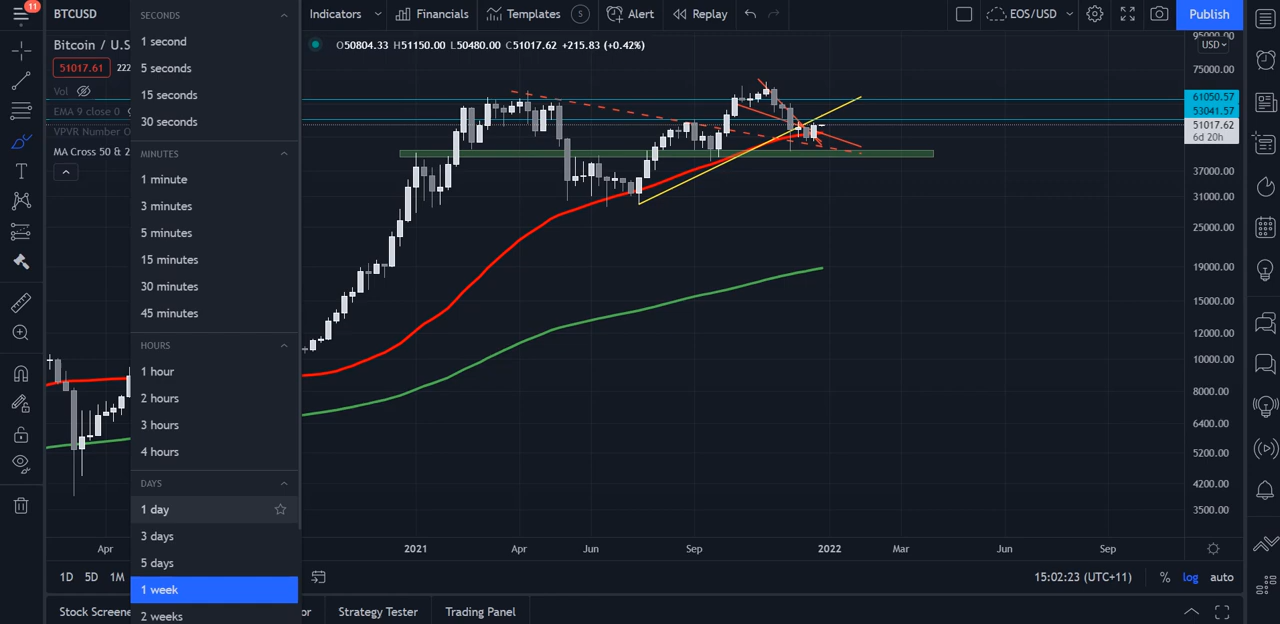 11
BTCUSD
Indicators
Financials
Templates
S
Alert
Replay
EOS/USD
Publish
Bitcoin / U.S
O50804.33 H51150.00 L50480.00 C51017.62 +215.83 (+0.42%)
51017.61
222
Vol
EMA 9 close 0
VPVR Number O
MA Cross 50 & 2
SECONDS
1 second
5 seconds
15 seconds
30 seconds
MINUTES
1 minute
3 minutes
5 minutes
15 minutes
30 minutes
45 minutes
HOURS
1 hour
2 hours
3 hours
4 hours
DAYS
1 day
3 days
5 days
1 week
2 weeks
95000.00
USD
75000.00
61050.57
53041.57
51017.62
6d 20h
37000.00
31000.00
25000.00
19000.00
15000.00
12000.00
10000.00
8000.00
6400.00
5200.00
4200.00
3500.00
Apr
2021
Apr
Jun
Sep
2022
Mar
Jun
Sep
1D 5D 1M
15:02:23 (UTC+11)
%
log
auto
Stock Screene
or
Strategy Tester
Trading Panel